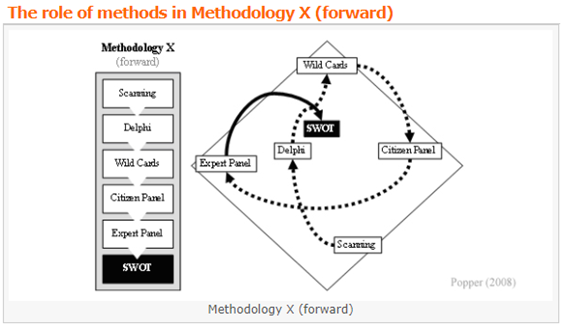 The role of methods in Methodology X (forward)
Methodology X
(forward)
Scanning
Delphi
Wild Cards
Citizen Panel
Expert Panel
SWOT
Wild Cards
SWOT
Expert Panel
Delphi
Citizen Panel
Scanning
Popper (2008)
Methodology X (forward)